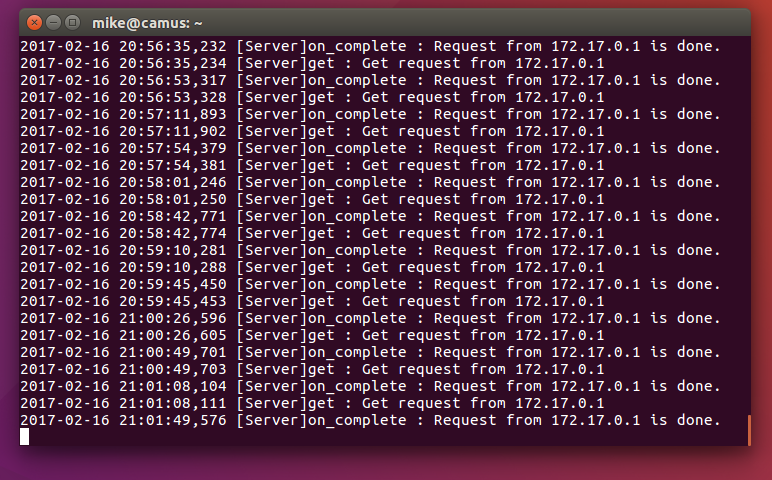 mike@camus: ~
2017-02-16 20:56:35,232 [Server]on_complete : Request from 172.17.0.1 is done.
2017-02-16 20:56:35,234 [Server]get : Get request from 172.17.0.1
2017-02-16 20:56:53,317 [Server]on_complete : Request from 172.17.0.1 is done.
2017-02-16 20:56:53,328 [Server]get : Get request from 172.17.0.1
2017-02-16 20:57:11,893 [Server]on_complete : Request from 172.17.0.1 is done.
2017-02-16 20:57:11,902 [Server]get : Get request from 172.17.0.1
2017-02-16 20:57:54,379 [Server]on_complete : Request from 172.17.0.1 is done.
2017-02-16 20:57:54,381 [Server]get : Get request from 172.17.0.1
2017-02-16 20:58:01,246 [Server]on_complete : Request from 172.17.0.1 is done.
2017-02-16 20:58:01,250 [Server]get : Get request from 172.17.0.1
2017-02-16 20:58:42,771 [Server]on_complete : Request from 172.17.0.1 is done.
2017-02-16 20:58:42,774 [Server]get : Get request from 172.17.0.1
2017-02-16 20:59:10,281 [Server]on_complete : Request from 172.17.0.1 is done.
2017-02-16 20:59:10,288 [Server]get : Get request from 172.17.0.1
2017-02-16 20:59:45,450 [Server]on_complete : Request from 172.17.0.1 is done.
2017-02-16 20:59:45,453 [Server]get : Get request from 172.17.0.1
2017-02-16 21:00:26,596 [Server]on_complete : Request from 172.17.0.1 is done.
2017-02-16 21:00:26,605 [Server]get : Get request from 172.17.0.1
2017-02-16 21:00:49,701 [Server]on_complete : Request from 172.17.0.1 is done.
2017-02-16 21:00:49,703 [Server]get : Get request from 172.17.0.1
2017-02-16 21:01:08,104 [Server]on_complete : Request from 172.17.0.1 is done.
2017-02-16 21:01:08,111 [Server]get : Get request from 172.17.0.1
2017-02-16 21:01:49,576 [Server]on_complete : Request from 172.17.0.1 is done.